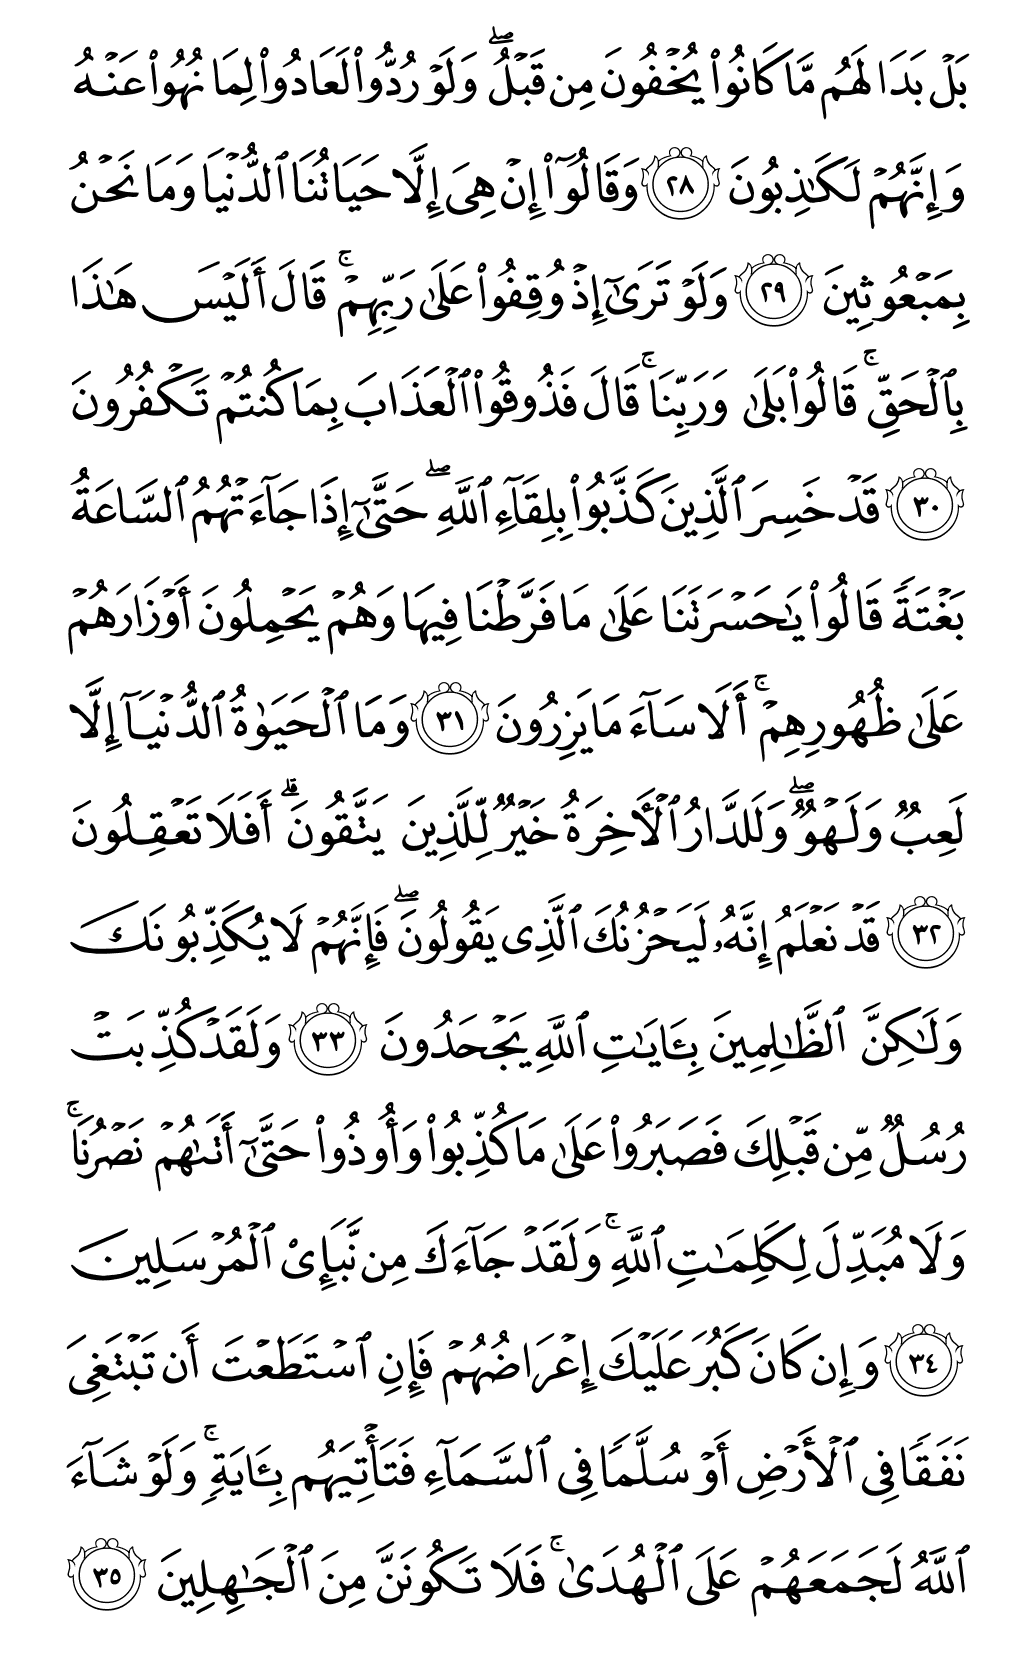 بَلْ بَدَا لَهُم مَّا كَانُوا۟ يُخْفُونَ مِن قَبْلُ ۖ وَلَوْ رُدُّوا۟ لَعَادُوا۟ لِمَا نُهُوا۟ عَنْهُ
وَإِنَّهُمْ لَكَـٰذِبُونَ ٢٨ وَقَالُوٓا۟ إِنْ هِىَ إِلَّا حَيَاتُنَا ٱلدُّنْيَا وَمَا نَحْنُ
بِمَبْعُوثِينَ ٢٩ وَلَوْ تَرَىٰٓ إِذْ وُقِفُوا۟ عَلَىٰ رَبِّهِمْ ۚ قَالَ أَلَيْسَ هَـٰذَا
بِٱلْحَقِّ ۚ قَالُوا۟ بَلَىٰ وَرَبِّنَا ۚ قَالَ فَذُوقُوا۟ ٱلْعَذَابَ بِمَا كُنتُمْ تَكْفُرُونَ
٣٠ قَدْ خَسِرَ ٱلَّذِينَ كَذَّبُوا۟ بِلِقَآءِ ٱللَّهِ ۖ حَتَّىٰٓ إِذَا جَآءَتْهُمُ ٱلسَّاعَةُ
بَغْتَةً قَالُوا۟ يَـٰحَسْرَتَنَا عَلَىٰ مَا فَرَّطْنَا فِيهَا وَهُمْ يَحْمِلُونَ أَوْزَارَهُمْ
عَلَىٰ ظُهُورِهِمْ ۚ أَلَا سَآءَ مَا يَزِرُونَ ٣١ وَمَا ٱلْحَيَوٰةُ ٱلدُّنْيَآ إِلَّا
لَعِبٌ وَلَهْوٌ ۖ وَلَلدَّارُ ٱلْـَٔاخِرَةُ خَيْرٌ لِّلَّذِينَ يَتَّقُونَ ۗ أَفَلَا تَعْقِلُونَ
٣٢ قَدْ نَعْلَمُ إِنَّهُۥ لَيَحْزُنُكَ ٱلَّذِى يَقُولُونَ ۖ فَإِنَّهُمْ لَا يُكَذِّبُونَكَ
وَلَـٰكِنَّ ٱلظَّـٰلِمِينَ بِـَٔايَـٰتِ ٱللَّهِ يَجْحَدُونَ ٣٣ وَلَقَدْ كُذِّبَتْ
رُسُلٌ مِّن قَبْلِكَ فَصَبَرُوا۟ عَلَىٰ مَا كُذِّبُوا۟ وَأُوذُوا۟ حَتَّىٰٓ أَتَىٰهُمْ نَصْرُنَا ۚ
وَلَا مُبَدِّلَ لِكَلِمَـٰتِ ٱللَّهِ ۚ وَلَقَدْ جَآءَكَ مِن نَّبَإِى۟ ٱلْمُرْسَلِينَ
٣٤ وَإِن كَانَ كَبُرَ عَلَيْكَ إِعْرَاضُهُمْ فَإِنِ ٱسْتَطَعْتَ أَن تَبْتَغِىَ
نَفَقًا فِى ٱلْأَرْضِ أَوْ سُلَّمًا فِى ٱلسَّمَآءِ فَتَأْتِيَهُم بِـَٔايَةٍ ۚ وَلَوْ شَآءَ
ٱللَّهُ لَجَمَعَهُمْ عَلَى ٱلْهُدَىٰ ۚ فَلَا تَكُونَنَّ مِنَ ٱلْجَـٰهِلِينَ ٣٥